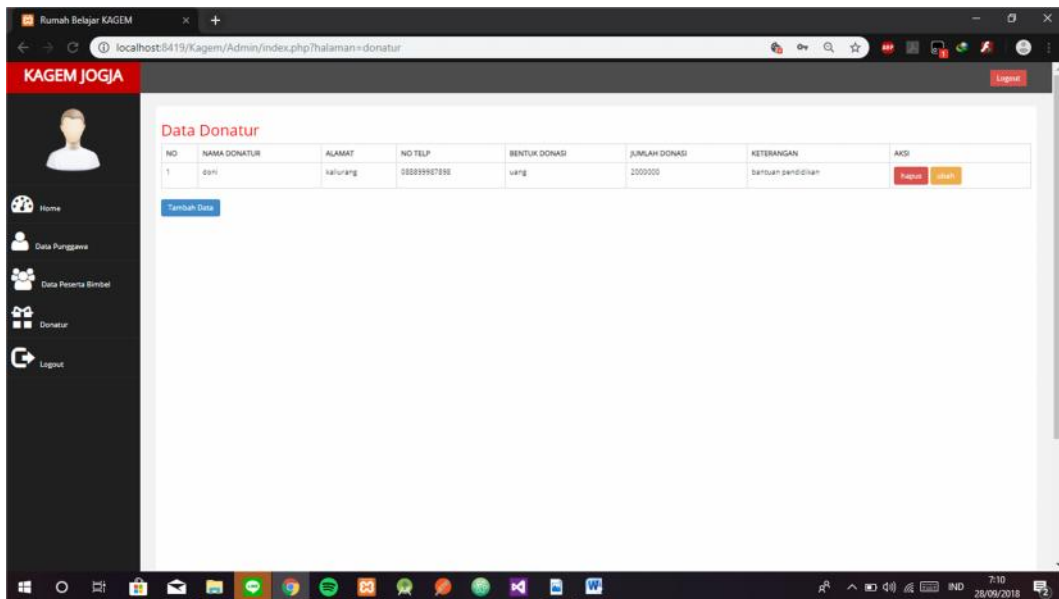 Rumah Belajar KAGEM
localhost:8419/Kagem/Admin/index.php?halaman=donatur
KAGEM JOGJA
Logout
Data Donatur
NO NAMA DONATUR ALAMAT NO TELP BENTUK DONASI JUMLAH DONASI KETERANGAN AKSI
1 doni kaliurang 088899987898 uang 2000000 bantuan pendidikan Hapus ubah
Tambah Data
Home
Data Punggawa
Data Peserta Bimbel
Donatur
Logout
IND
7:10
28/09/2018